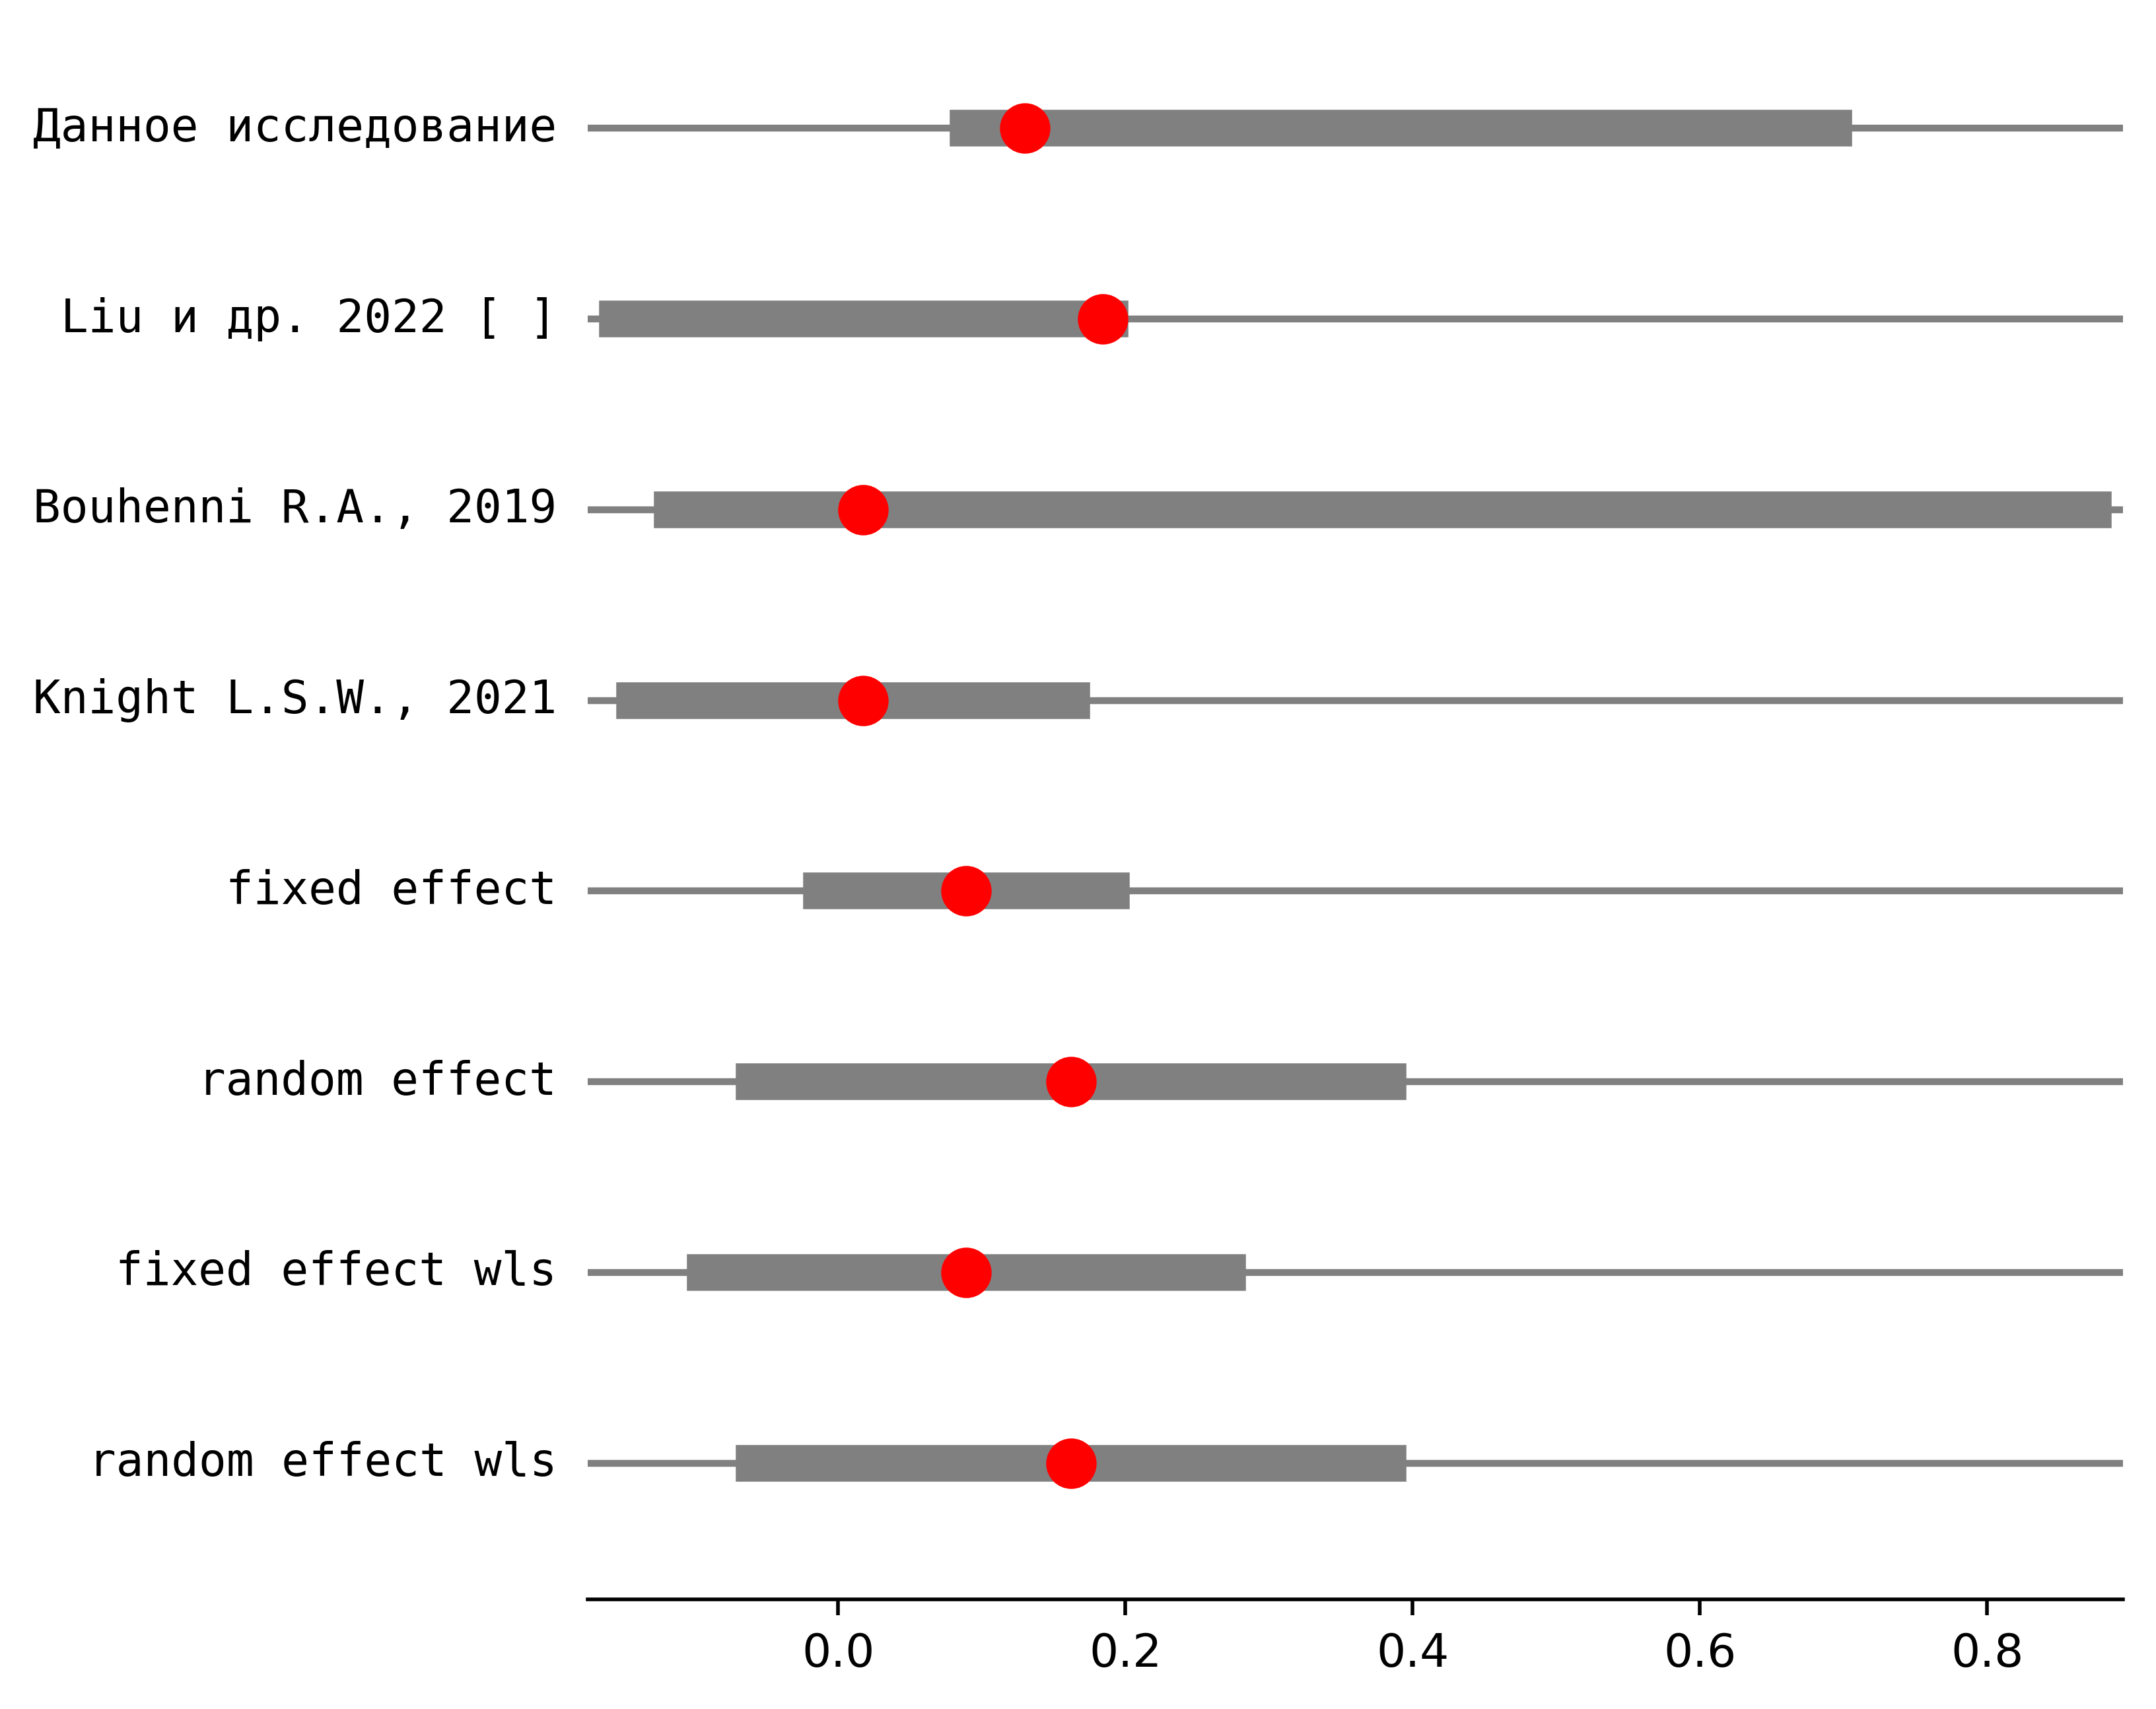 Данное исследование
Liu и др. 2022 [ ]
Bouhenni R.A., 2019
Knight L.S.W., 2021
fixed effect
random effect
fixed effect wls
random effect wls
0.0 0.2 0.4 0.6 0.8